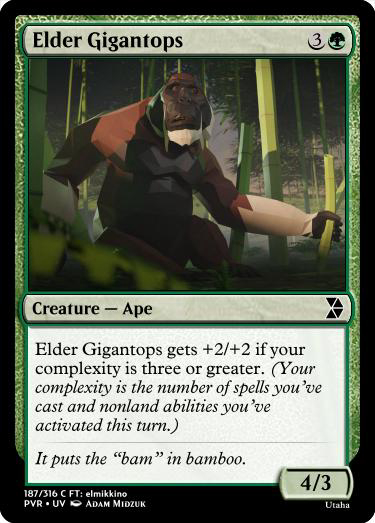 Elder Gigantops 3
Creature — Ape
Elder Gigantops gets +2/+2 if your
complexity is three or greater. (Your
complexity is the number of spells you've
cast and nonland abilities you've
activated this turn.)
It puts the “bam” in bamboo.
4/3
187/316 C FT: elmikkino
PVR • UV Adam Midzuk
Utaha